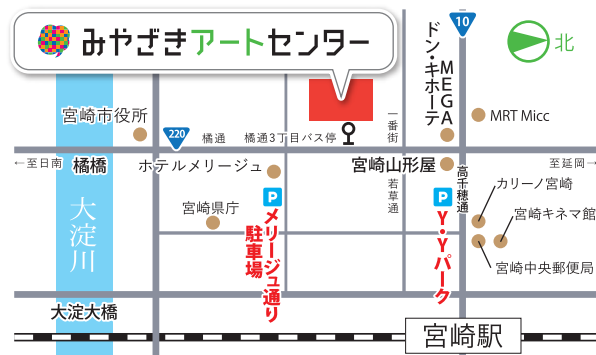 みやざきアートセンター
10
北
ドン・キホーテ
MEGA
宮崎市役所
MRT Micc
220
橘通
橘通3丁目バス停
一番街
←至日南
橘橋
ホテルメリージュ
宮崎山形屋
至延岡→
高千穂通
若草通
カリーノ宮崎
P
P
宮崎県庁
大淀川
メリージュ通り
駐車場
Y・Yパーク
宮崎キネマ館
宮崎中央郵便局
大淀大橋
宮崎駅